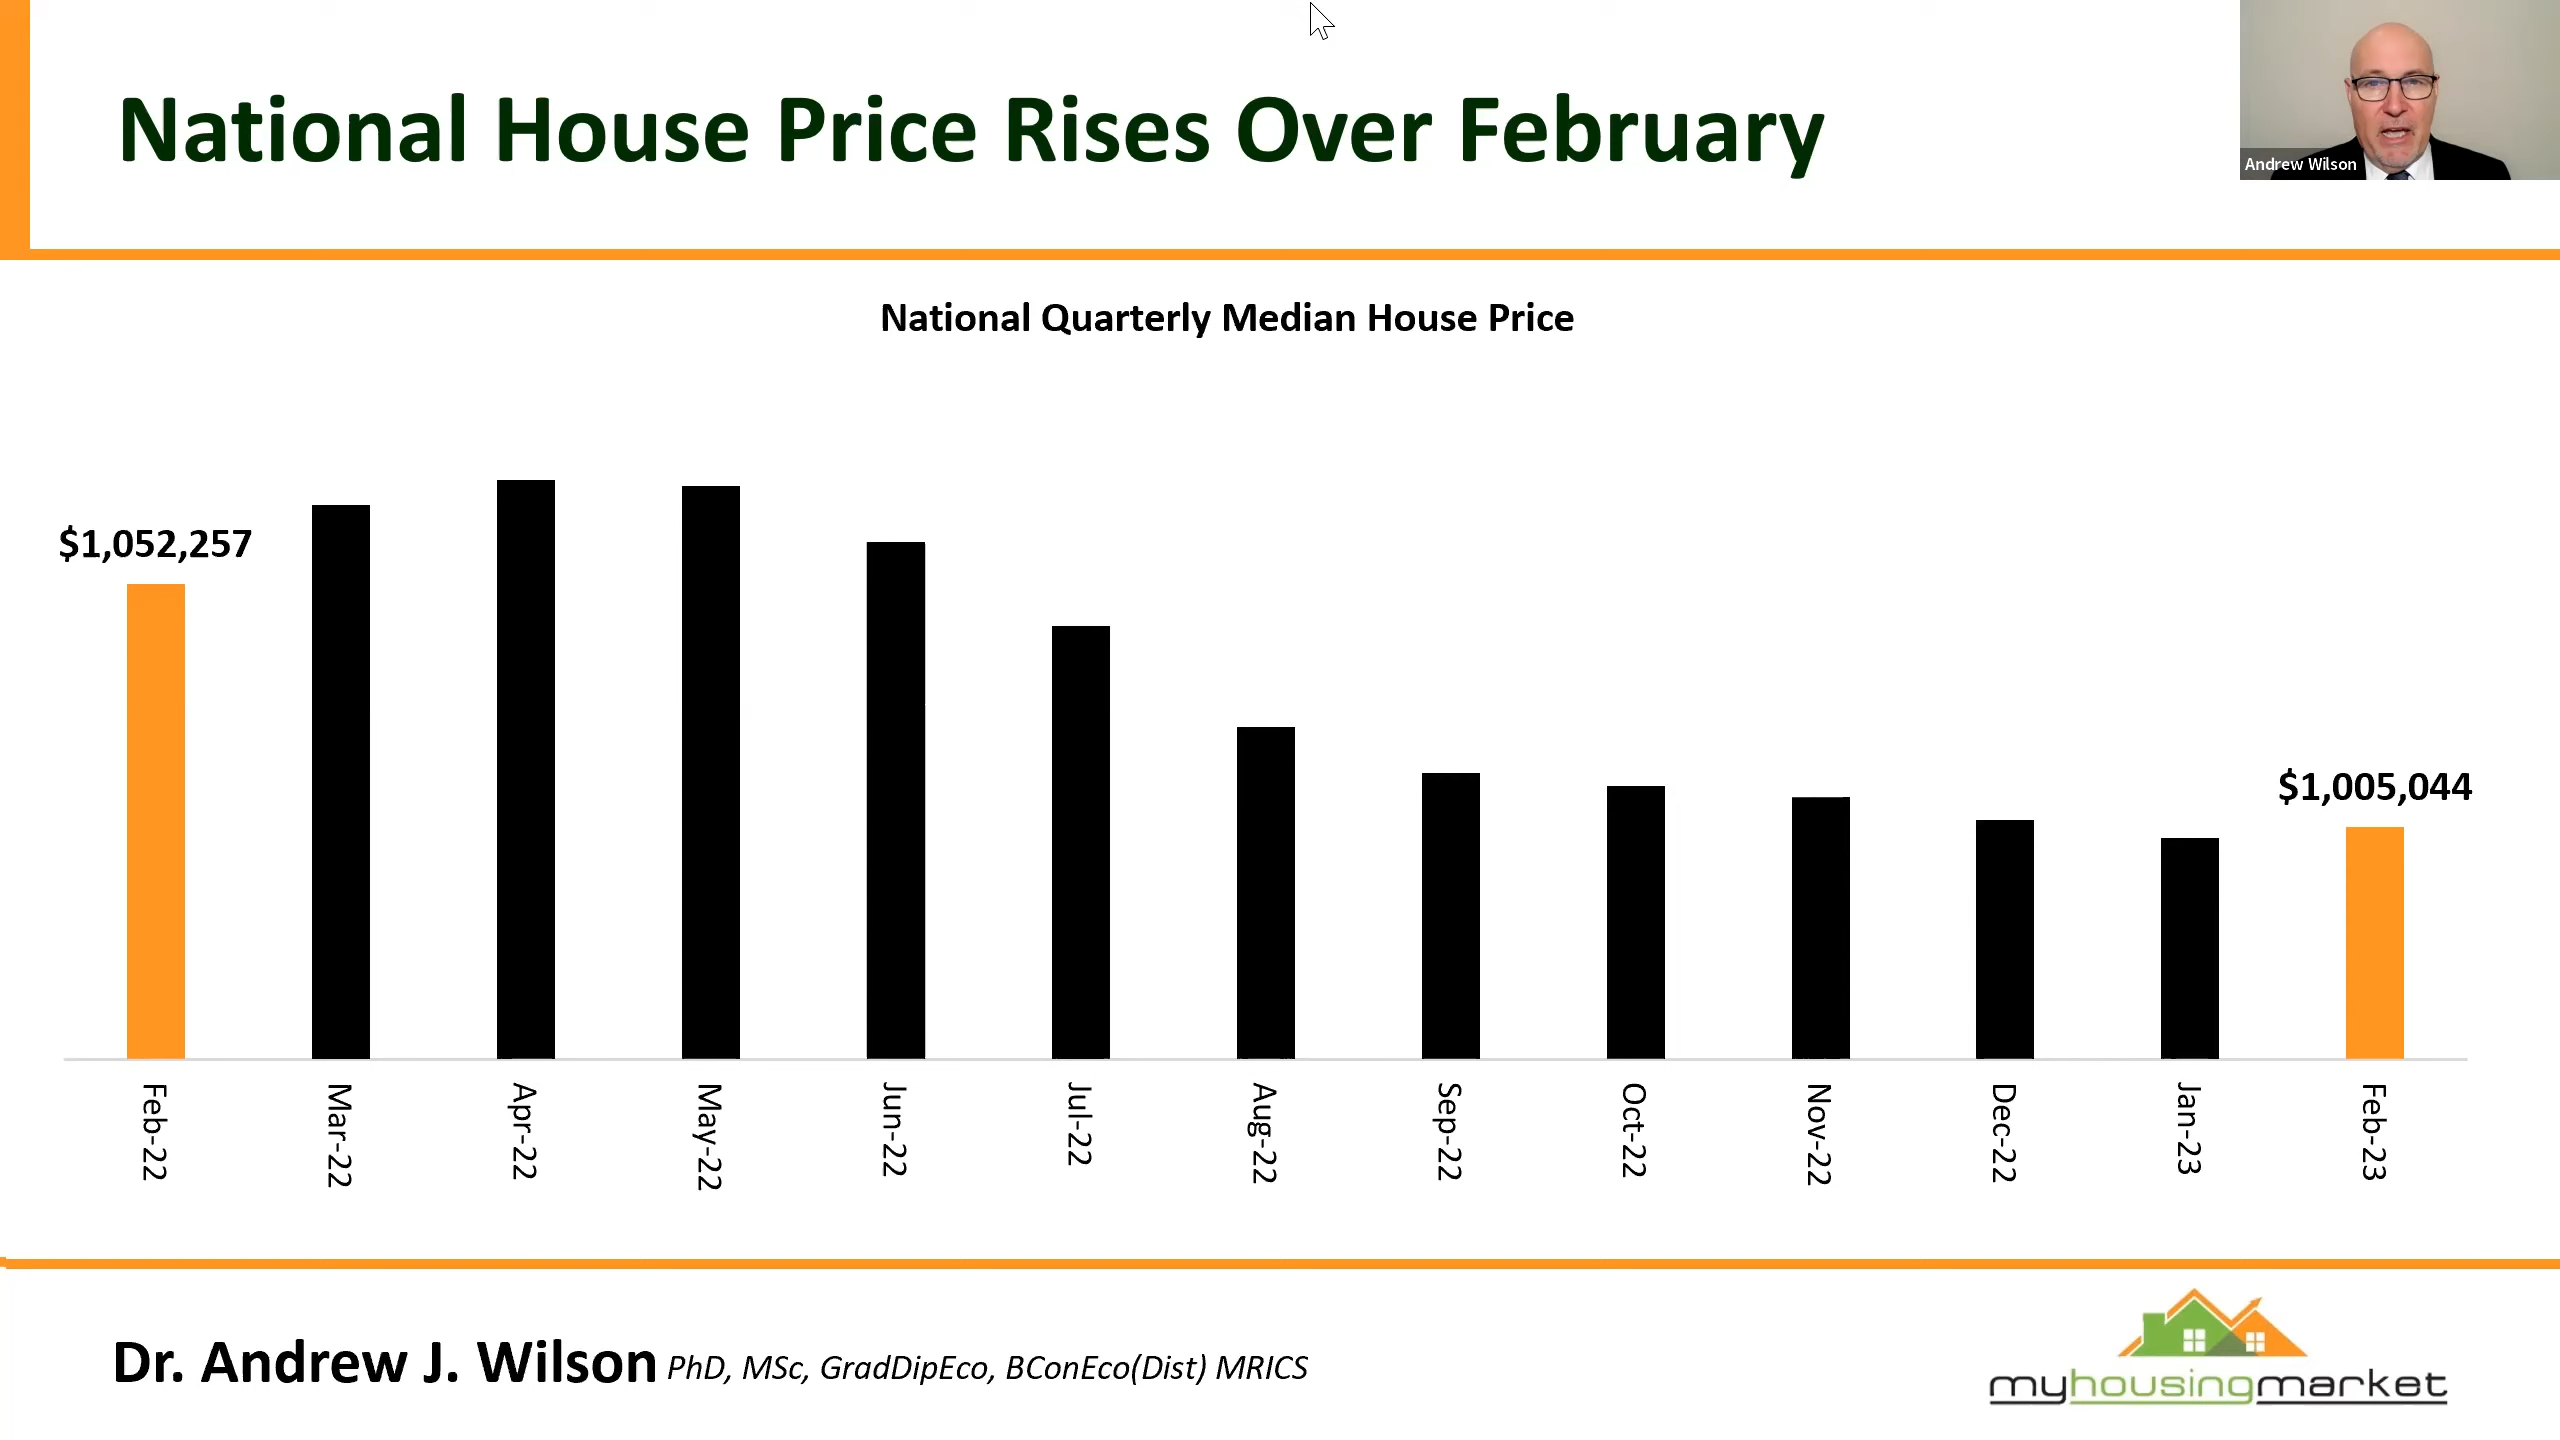 National House Price Rises Over February
Andrew Wilson
National Quarterly Median House Price
$1,052,257
$1,005,044
Feb-22
Mar-22
Apr-22
May-22
Jun-22
Jul-22
Aug-22
Sep-22
Oct-22
Nov-22
Dec-22
Jan-23
Feb-23
Dr. Andrew J. Wilson PhD, MSc, GradDipEco, BConEco(Dist) MRICS
myhousingmarket